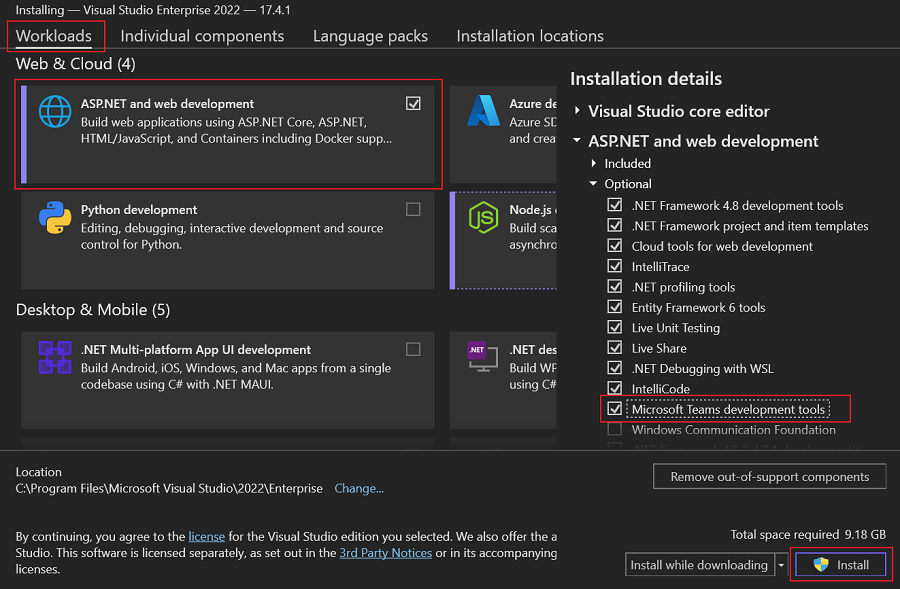 Installing — Visual Studio Enterprise 2022 — 17.4.1
Workloads
Individual components
Language packs
Installation locations
Web & Cloud (4)
ASP.NET and web development
Build web applications using ASP.NET Core, ASP.NET,
HTML/JavaScript, and Containers including Docker supp...
Azure de
Azure SD
and crea
Python development
Editing, debugging, interactive development and source
control for Python.
Node.js
Build sca
asynchro
Desktop & Mobile (5)
.NET Multi-platform App UI development
Build Android, iOS, Windows, and Mac apps from a single
codebase using C# with .NET MAUI.
.NET
.NET des
Build WP
using C#
Installation details
Visual Studio core editor
ASP.NET and web development
Included
Optional
.NET Framework 4.8 development tools
.NET Framework project and item templates
Cloud tools for web development
IntelliTrace
.NET profiling tools
Entity Framework 6 tools
Live Unit Testing
Live Share
.NET Debugging with WSL
IntelliCode
Microsoft Teams development tools
Windows Communication Foundation
Location
C:\Program Files\Microsoft Visual Studio\2022\Enterprise Change...
Remove out-of-support components
By continuing, you agree to the license for the Visual Studio edition you selected. We also offer the a
Studio. This software is licensed separately, as set out in the 3rd Party Notices or in its accompanying
licenses.
Total space required 9.18 GB
Install while downloading
Install